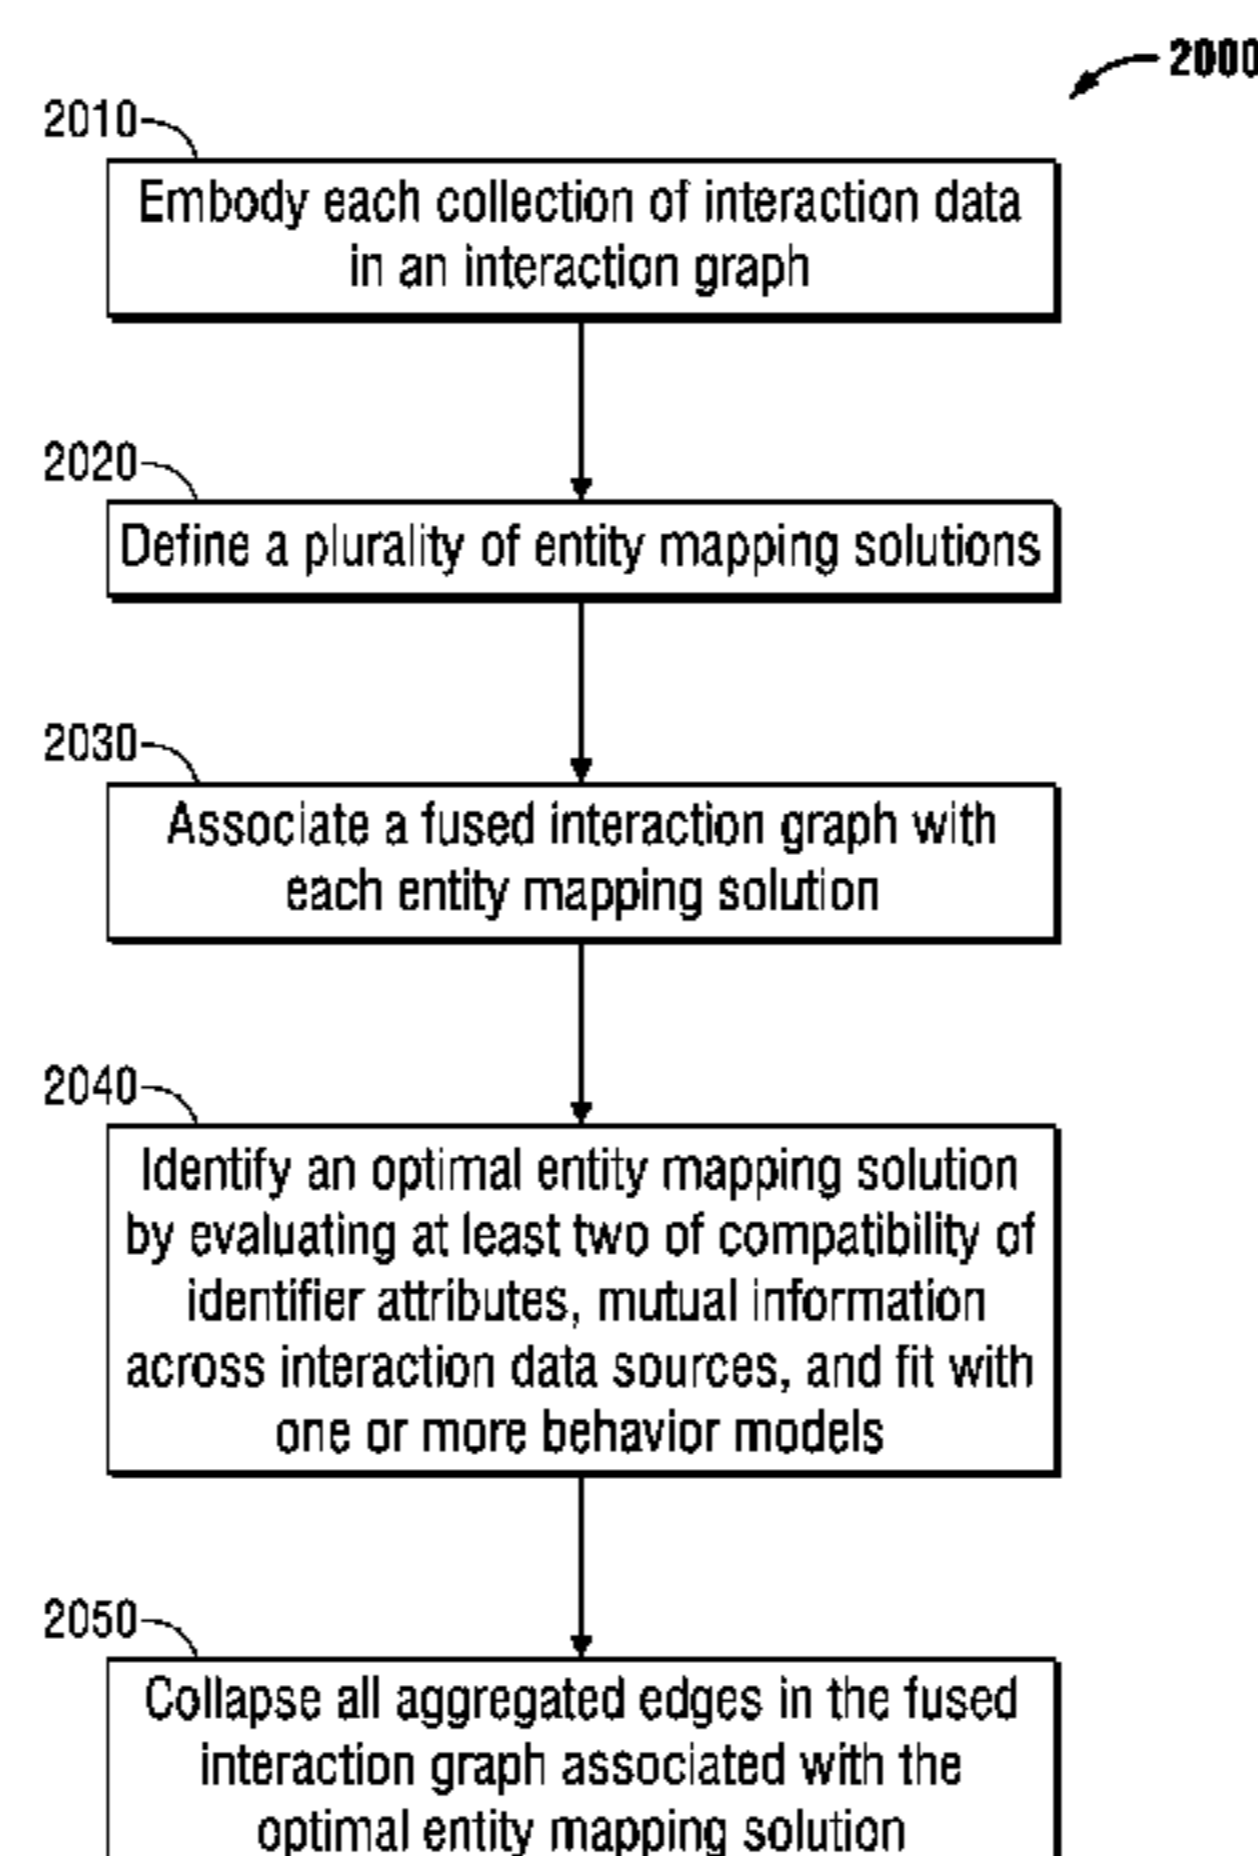 2000
2010
Embody each collection of interaction data
in an interaction graph
2020
Define a plurality of entity mapping solutions
2030
Associate a fused interaction graph with
each entity mapping solution
2040
Identify an optimal entity mapping solution
by evaluating at least two of compatibility of
identifier attributes, mutual information
across interaction data sources, and fit with
one or more behavior models
2050
Collapse all aggregated edges in the fused
interaction graph associated with the
optimal entity mapping solution